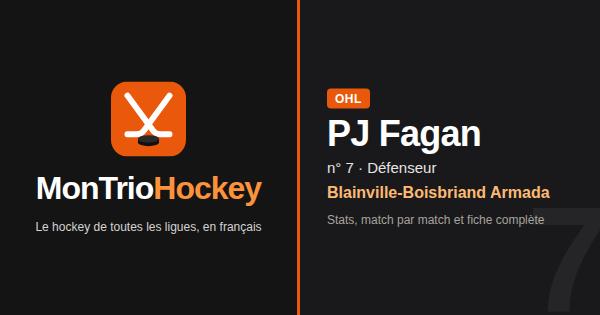 MonTrioHockey
Le hockey de toutes les ligues, en français
OHL
PJ Fagan
n° 7 · Défenseur
Blainville-Boisbriand Armada
Stats, match par match et fiche complète
7